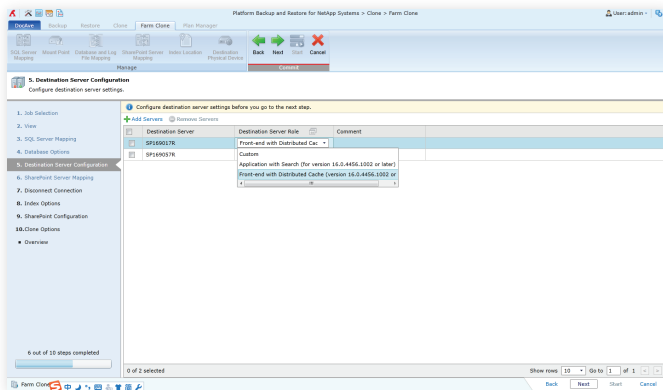 Platform Backup and Restore for NetApp Systems > Clone > Farm Clone
User: admin
DocAve
Backup
Restore
Clone
Farm Clone
Plan Manager
SQL Server Mapping
Mount Point
Database and Log File Mapping
SharePoint Server Mapping
Index Location
Destination Physical Device
Back
Next
Start
Cancel
Manage
Commit
5. Destination Server Configuration
Configure destination server settings.
1. Job Selection
2. View
3. SQL Server Mapping
4. Database Options
5. Destination Server Configuration
6. SharePoint Server Mapping
7. Disconnect Connection
8. Index Options
9. SharePoint Configuration
10.Clone Options
Overview
6 out of 10 steps completed
Configure destination server settings before you go to the next step.
Add Servers
Remove Servers
Destination Server
Destination Server Role
Comment
SP169017R
Front-end with Distributed Cac
SP169057R
Custom
Application with Search (for version 16.0.4456.1002 or later)
Front-end with Distributed Cache (version 16.0.4456.1002 or
0 of 2 selected
Show rows 10 Go to 1 of 1
Farm Clone
中
Back
Next
Start
Cancel